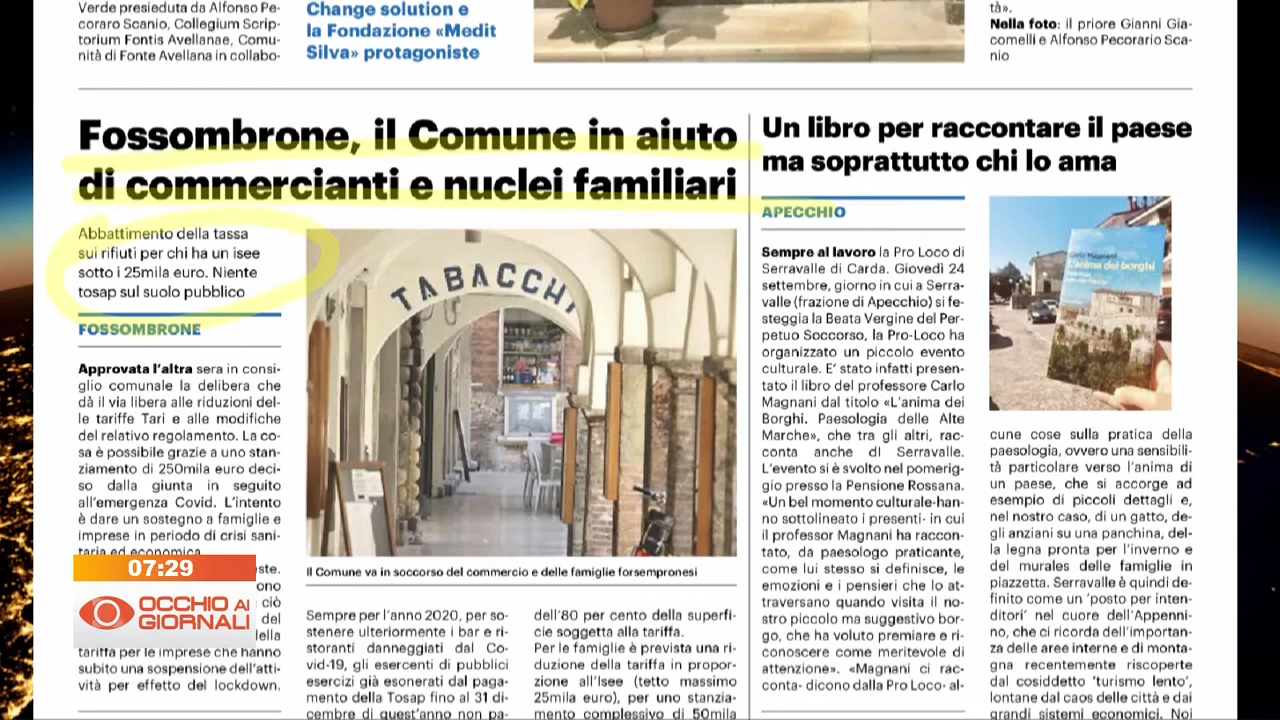 Verde presieduta da Alfonso Pe-
coraro Scanio, Collegium Scrip-
torium Fontis Avellanae, Comu-
nità di Fonte Avellana in collabo-
Change solution e
la Fondazione «Medit
Silva» protagoniste
tà».
Nella foto: il priore Gianni Gia-
comelli e Alfonso Pecorario Sca-
nio
Fossombrone, il Comune in aiuto
di commercianti e nuclei familiari
Abbattimento della tassa
sui rifiuti per chi ha un isee
sotto i 25mila euro. Niente
tosap sul suolo pubblico
FOSSOMBRONE
Approvata l'altra sera in consi-
glio comunale la delibera che
dà il via libera alle riduzioni del-
le tariffe Tari e alle modifiche
del relativo regolamento. La co-
sa è possibile grazie a uno stan-
ziamento di 250mila euro deci-
so dalla giunta in seguito
all'emergenza Covid. L'intento
è dare un sostegno a famiglie e
imprese in periodo di crisi sani-
taria ed economica.
este.
ono
ciò
del
della
tariffa per le imprese che hanno
subito una sospensione dell'atti-
vità per effetto del lockdown.
07:29
OCCHIO AI
GIORNALI
TABACCHI
Il Comune va in soccorso del commercio e delle famiglie forsempronesi
Sempre per l'anno 2020, per so-
stenere ulteriormente i bar e ri-
storanti danneggiati dal Co-
vid-19, gli esercenti di pubblici
esercizi già esonerati dal paga-
mento della Tosap fino al 31 di-
cembre di quest'anno non pa-
dell'80 per cento della superfi-
cie soggetta alla tariffa.
Per le famiglie è prevista una ri-
duzione della tariffa in propor-
zione all'Isee (tetto massimo
25mila euro), per uno stanzia-
mento complessivo di 50mila
Un libro per raccontare il paese
ma soprattutto chi lo ama
APECCHIO
Sempre al lavoro la Pro Loco di
Serravalle di Carda. Giovedì 24
settembre, giorno in cui a Serra-
valle (frazione di Apecchio) si fe-
steggia la Beata Vergine del Per-
petuo Soccorso, la Pro-Loco ha
organizzato un piccolo evento
culturale. E' stato infatti presen-
tato il libro del professore Carlo
Magnani dal titolo «L'anima dei
Borghi. Paesologia delle Alte
Marche», che tra gli altri, rac-
conta anche di Serravalle.
L'evento si è svolto nel pomerig-
gio presso la Pensione Rossana.
«Un bel momento culturale-han-
no sottolineato i presenti- in cui
il professor Magnani ha raccon-
tato, da paesologo praticante,
come lui stesso si definisce, le
emozioni e i pensieri che lo at-
traversano quando visita il no-
stro piccolo ma suggestivo bor-
go, che ha voluto premiare e ri-
conoscere come meritevole di
attenzione». «Magnani ci rac-
conta- dicono dalla Pro Loco- al-
Carlo Magnani
L'anima dei borghi
cune cose sulla pratica della
paesologia, ovvero una sensibili-
tà particolare verso l'anima di
un paese, che si accorge ad
esempio di piccoli dettagli e,
nel nostro caso, di un gatto, de-
gli anziani su una panchina, del-
la legna pronta per l'inverno e
del murales delle famiglie in
piazzetta. Serravalle è quindi de-
finito come un 'posto per inten-
ditori' nel cuore dell'Appenni-
no, che ci ricorda dell'importan-
za delle aree interne e di monta-
gna recentemente riscoperte
dal cosiddetto 'turismo lento',
lontane dal caos delle città e dai
grandi sistemi economici. Noi